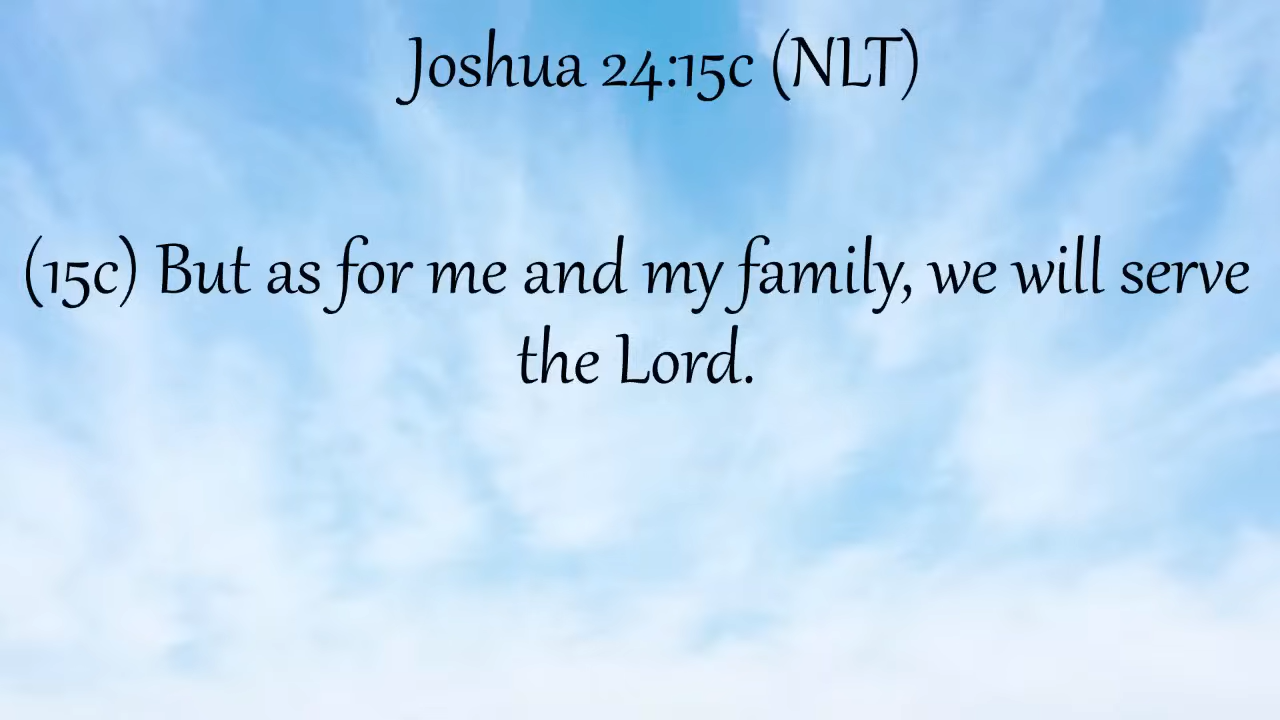 Joshua 24:15c (NLT)
(15c) But as for me and my family, we will serve
the Lord.